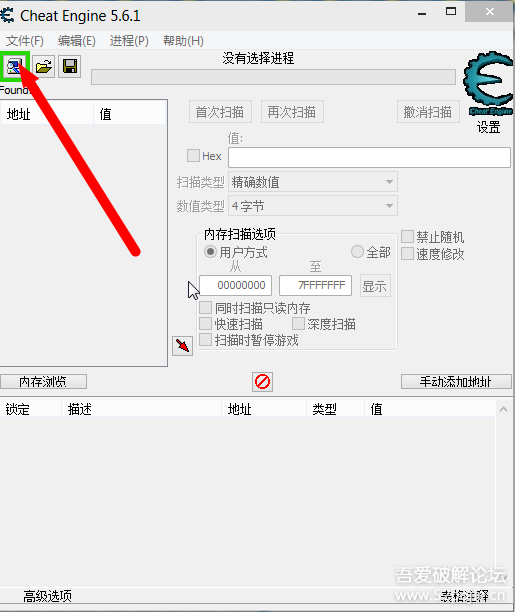 Cheat Engine 5.6.1
文件(F) 编辑(E) 进程(P) 帮助(H)
没有选择进程
Found:
地址 值
首次扫描 再次扫描 撤消扫描
Cheat Engine
设置
值:
Hex
扫描类型 精确数值
数值类型 4 字节
内存扫描选项
用户方式 全部
禁止随机
速度修改
从 至
00000000 7FFFFFFF 显示
同时扫描只读内存
快速扫描 深度扫描
扫描时暂停游戏
内存浏览 手动添加地址
锁定 描述 地址 类型 值
吾爱破解论坛
高级选项 表格注释